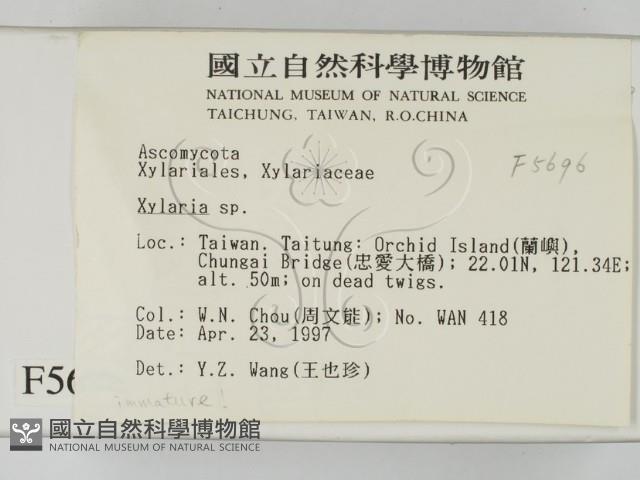 國立自然科學博物館
NATIONAL MUSEUM OF NATURAL SCIENCE
TAICHUNG, TAIWAN, R.O.CHINA
Ascomycota
Xylariales, Xylariaceae
F5696
Xylaria sp.
Loc.: Taiwan. Taitung: Orchid Island(蘭嶼),
Chungai Bridge(忠愛大橋); 22.01N, 121.34E;
alt. 50m; on dead twigs.
Col.: W.N. Chou(周文能); No. WAN 418
Date: Apr. 23, 1997
Det.: Y.Z. Wang(王也珍)
F56
immature!
國立自然科學博物館
NATIONAL MUSEUM OF NATURAL SCIENCE